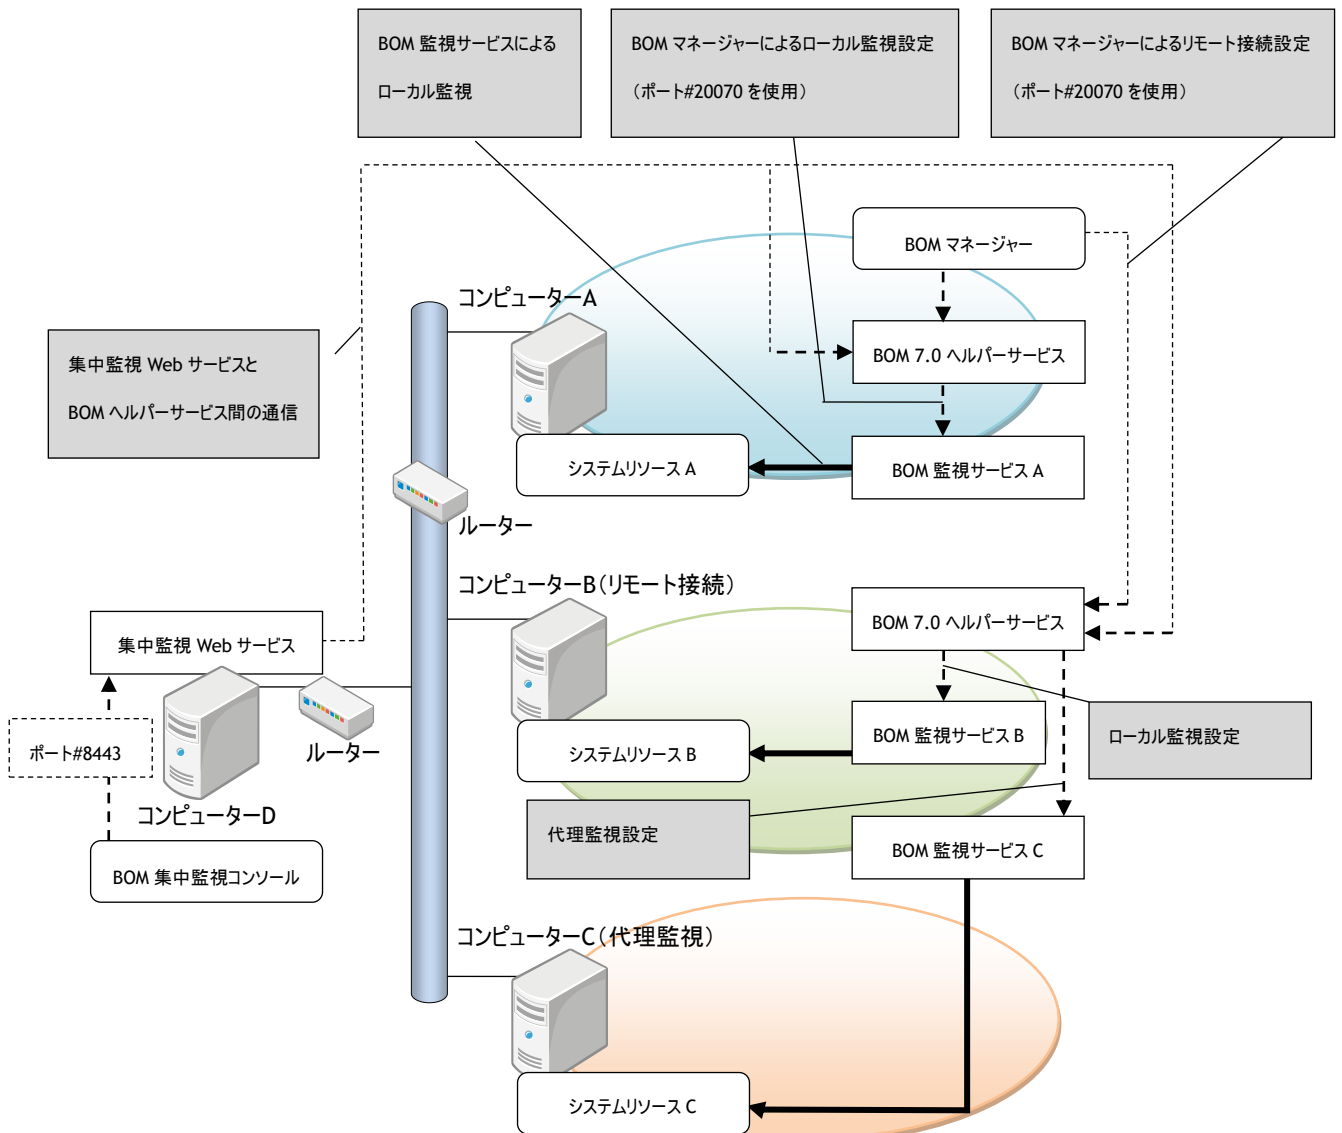 BOM 監視サービスによる
ローカル監視
BOM マネージャーによるローカル監視設定
（ポート#20070 を使用）
BOM マネージャーによるリモート接続設定
（ポート#20070 を使用）
BOM マネージャー
コンピューターA
BOM 7.0 ヘルパーサービス
集中監視 Web サービスと
BOM ヘルパーサービス間の通信
システムリソース A
BOM 監視サービス A
ルーター
コンピューターB（リモート接続）
BOM 7.0 ヘルパーサービス
集中監視 Web サービス
BOM 監視サービス B
ローカル監視設定
ポート#8443
ルーター
システムリソース B
コンピューターD
代理監視設定
BOM 監視サービス C
BOM 集中監視コンソール
コンピューターC（代理監視）
システムリソース C